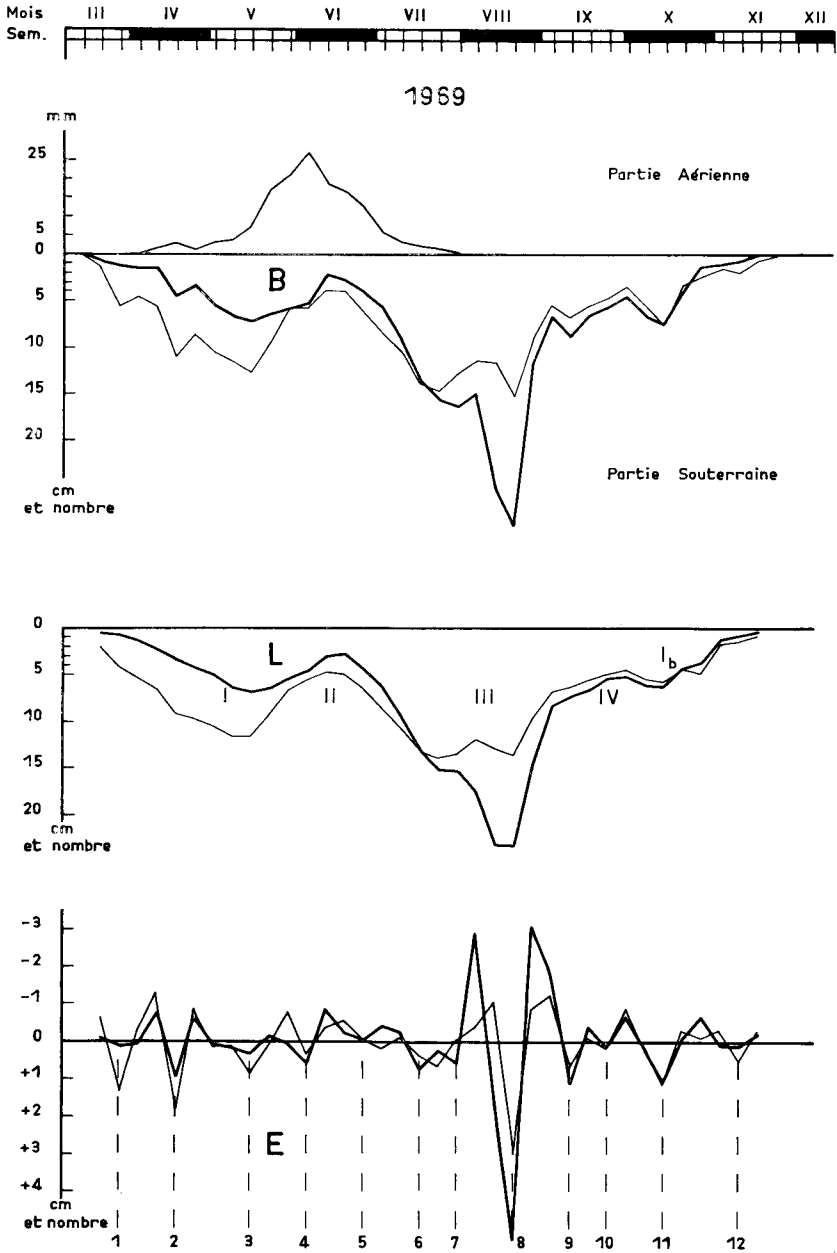 Mois III IV V VI VII VIII IX X XI XII
Sem.
1969
mm
25
Partie Aérienne
5
0
B
5
10
15
20
Partie Souterraine
cm
et nombre
0
L
Ib
5
I II III IV
10
15
20
cm
et nombre
-3
-2
-1
0
+1
+2
+3
E
+4
cm
et nombre
1 2 3 4 5 6 7 8 9 10 11 12